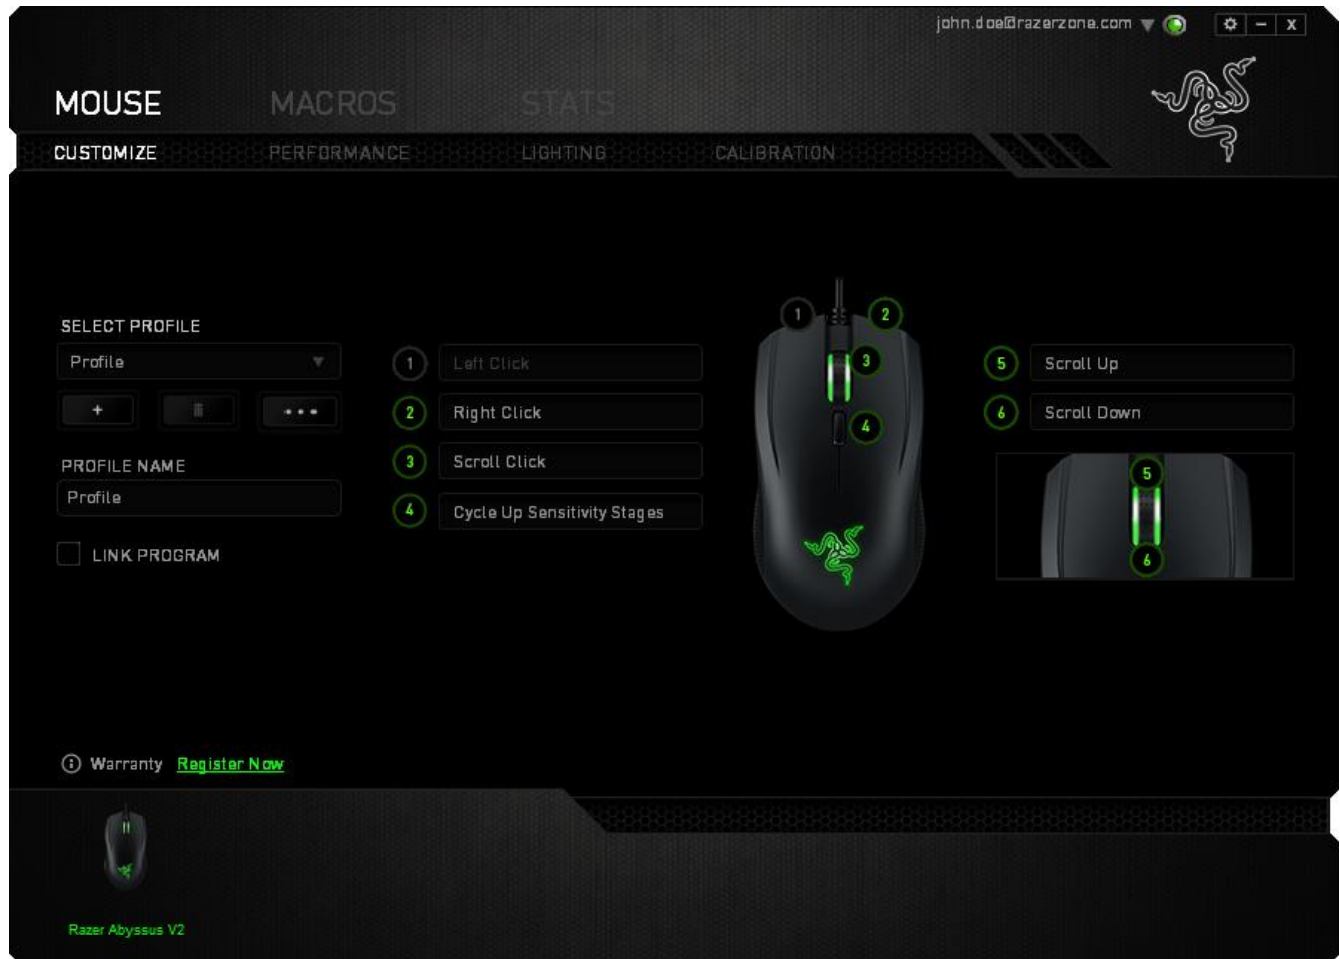 john.doe@razerzone.com
MOUSE MACROS STATS
CUSTOMIZE PERFORMANCE LIGHTING CALIBRATION
SELECT PROFILE
Profile
PROFILE NAME
Profile
LINK PROGRAM
1 Left Click
2 Right Click
3 Scroll Click
4 Cycle Up Sensitivity Stages
1 2
3
4
5 Scroll Up
6 Scroll Down
5
6
Warranty Register Now
Razer Abyssus V2